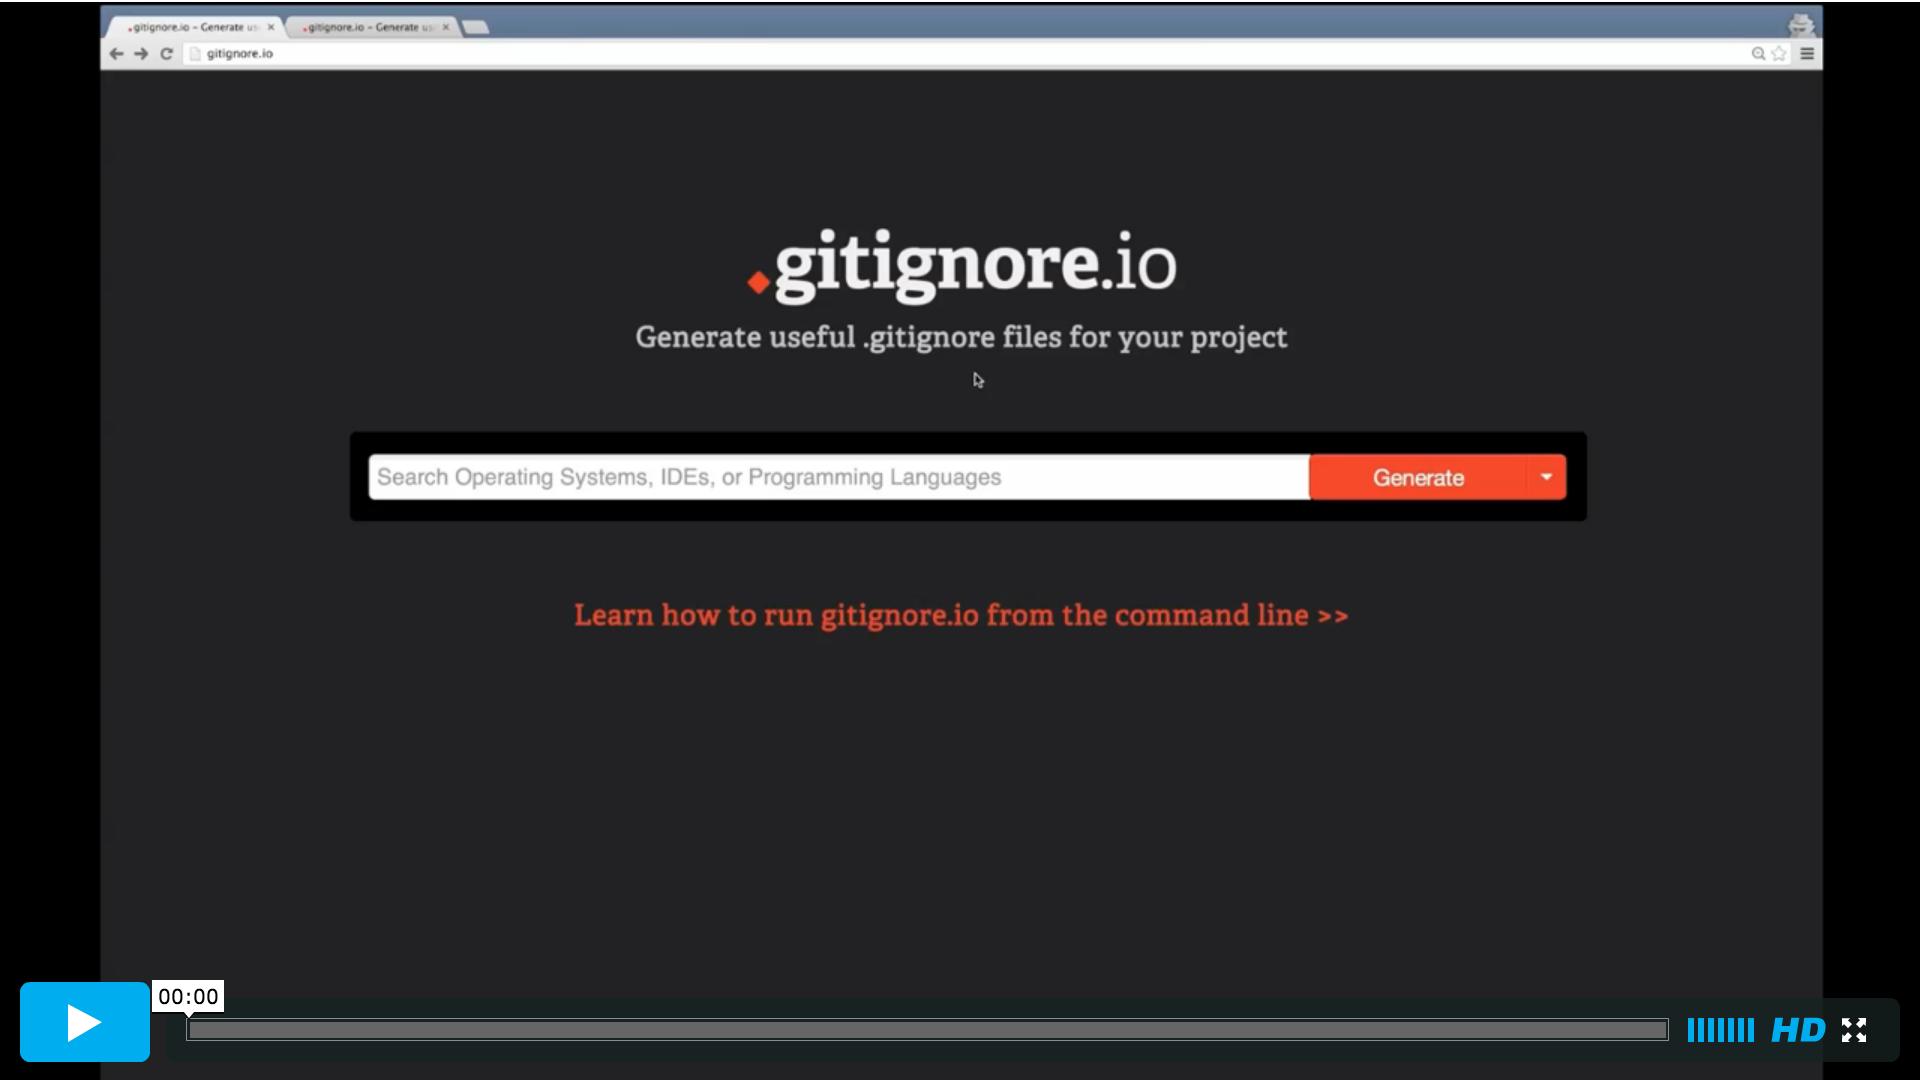 .gitignore.io - Generate us
.gitignore.io - Generate us
gitignore.io
.gitignore.io
Generate useful .gitignore files for your project
Search Operating Systems, IDEs, or Programming Languages
Generate
Learn how to run gitignore.io from the command line >>
00:00
HD